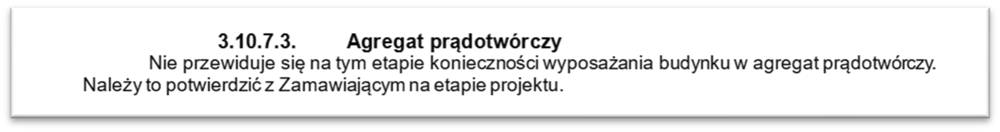 3.10.7.3. Agregat prądotwórczy
Nie przewiduje się na tym etapie konieczności wyposażania budynku w agregat prądotwórczy.
Należy to potwierdzić z Zamawiającym na etapie projektu.